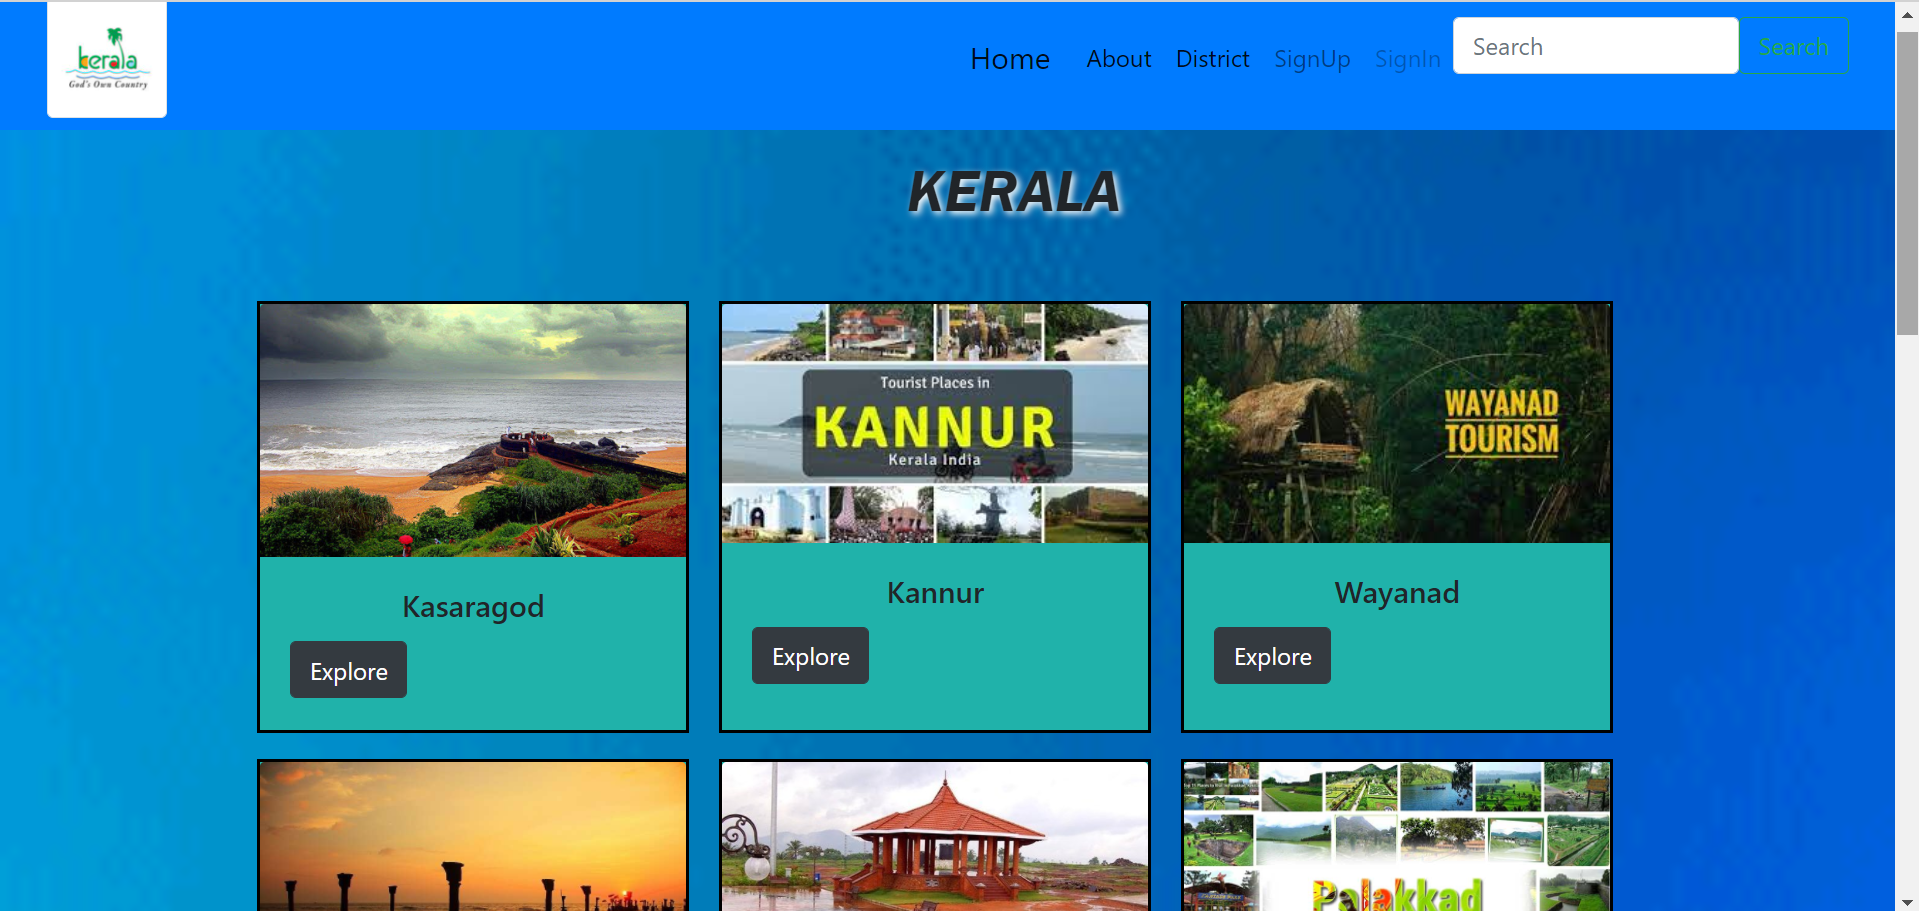 kerala
God's Own Country
Home About District SignUp SignIn Search Search
KERALA
Tourist Places in
KANNUR
Kerala India
WAYANAD
TOURISM
Kasaragod
Kannur
Wayanad
Explore
Explore
Explore
Palakkad